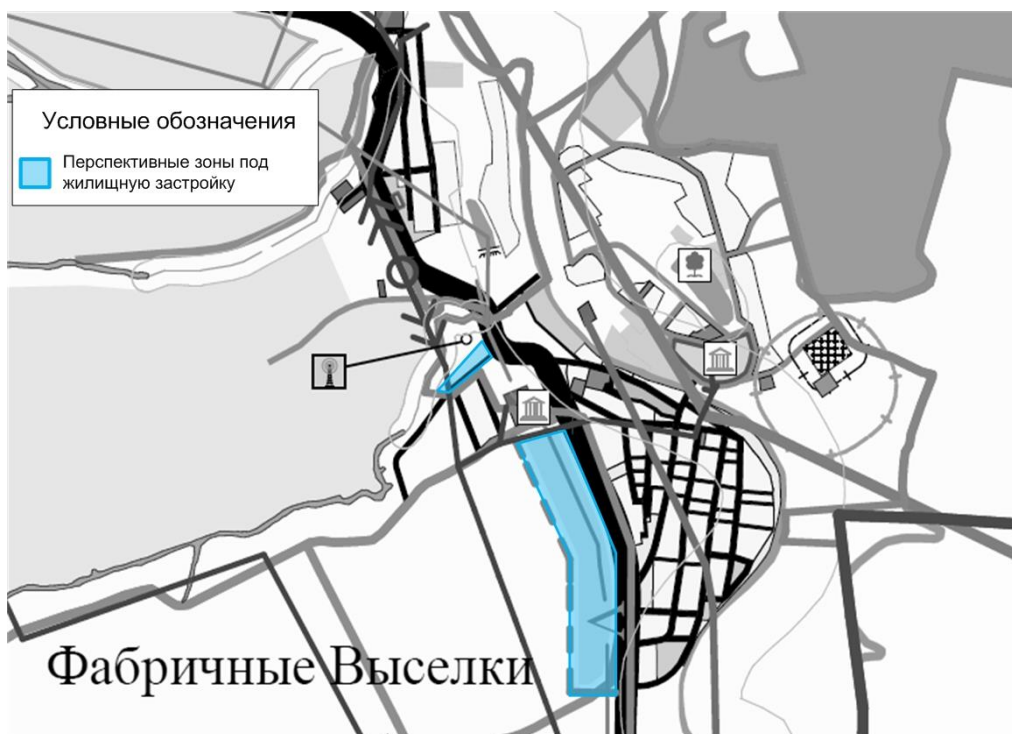 Условные обозначения
Перспективные зоны под
жилищную застройку
Фабричные Выселки